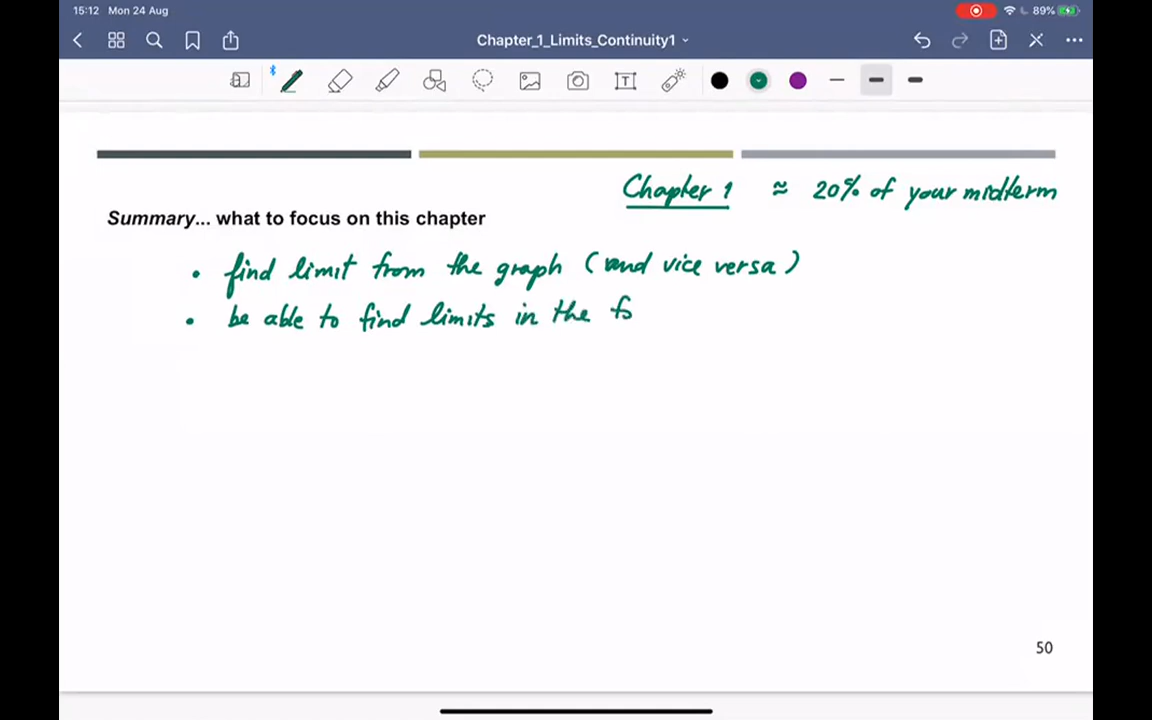 15:12 Mon 24 Aug 89%
Chapter_1_Limits_Continuity1
Chapter 1 ≈ 20% of your midterm
Summary... what to focus on this chapter
• find limit from the graph (and vice versa)
• be able to find limits in the fo
50